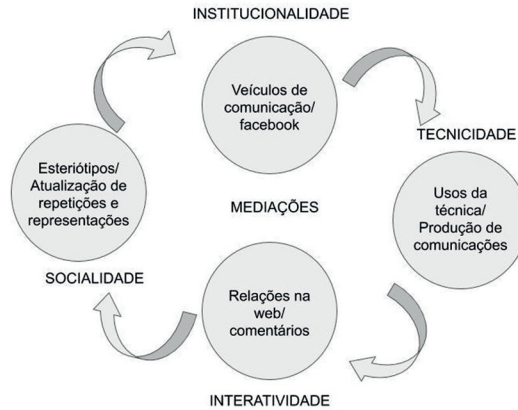 INSTITUCIONALIDADE
Veículos de
comunicação/
facebook
TECNICIDADE
Usos da
técnica/
Produção de
comunicações
Esteriótipos/
Atualização de
repetições e
representações
SOCIALIDADE
MEDIAÇÕES
Relações na
web/
comentários
INTERATIVIDADE